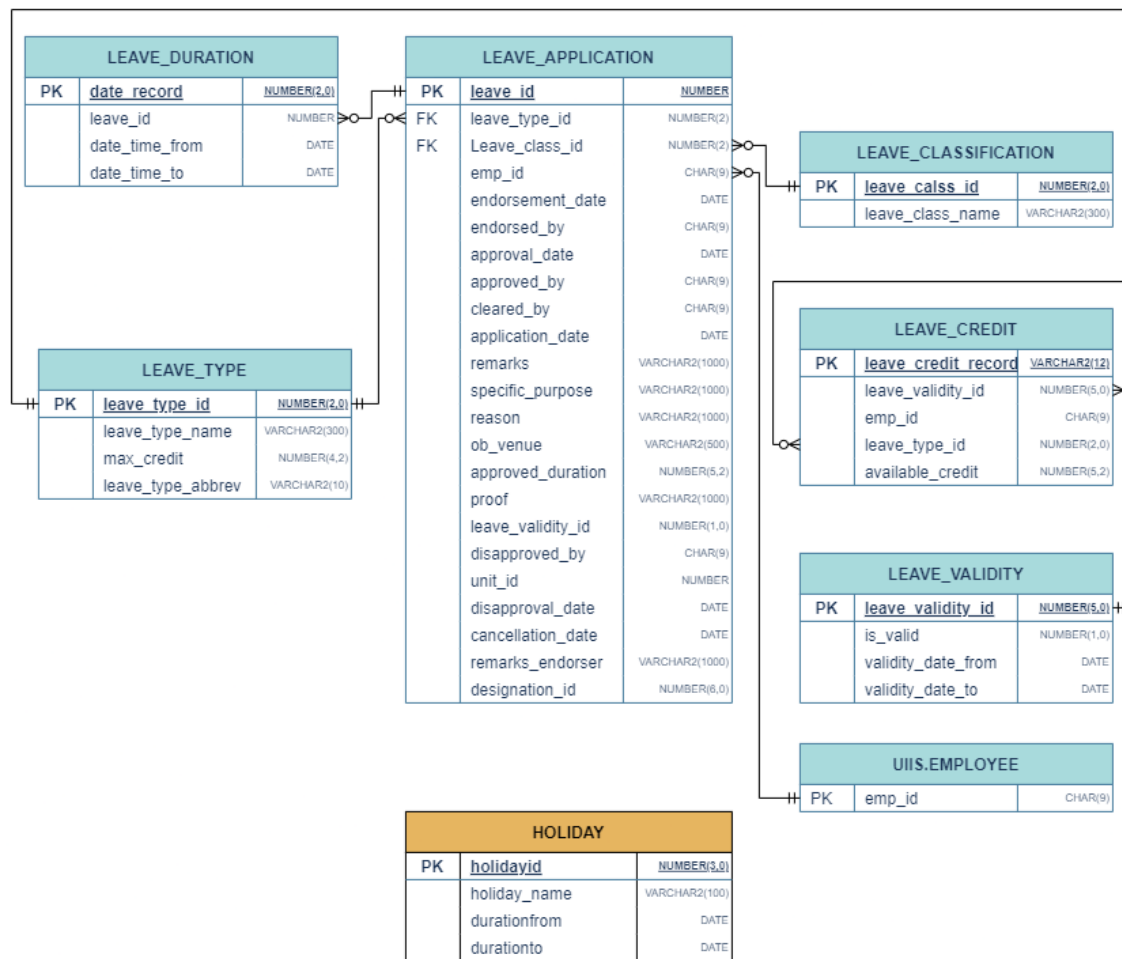 LEAVE_DURATION
PK date_record NUMBER(2,0)
leave_id NUMBER
date_time_from DATE
date_time_to DATE
LEAVE_APPLICATION
PK leave_id NUMBER
FK leave_type_id NUMBER(2)
FK Leave_class_id NUMBER(2)
emp_id CHAR(9)
endorsement_date DATE
endorsed_by CHAR(9)
approval_date DATE
approved_by CHAR(9)
cleared_by CHAR(9)
application_date DATE
remarks VARCHAR2(1000)
specific_purpose VARCHAR2(1000)
reason VARCHAR2(1000)
ob_venue VARCHAR2(500)
approved_duration NUMBER(5,2)
proof VARCHAR2(1000)
leave_validity_id NUMBER(1,0)
disapproved_by CHAR(9)
unit_id NUMBER
disapproval_date DATE
cancellation_date DATE
remarks_endorser VARCHAR2(1000)
designation_id NUMBER(6,0)
LEAVE_CLASSIFICATION
PK leave_calss_id NUMBER(2,0)
leave_class_name VARCHAR2(300)
LEAVE_TYPE
PK leave_type_id NUMBER(2,0)
leave_type_name VARCHAR2(300)
max_credit NUMBER(4,2)
leave_type_abbrev VARCHAR2(10)
LEAVE_CREDIT
PK leave_credit_record VARCHAR2(12)
leave_validity_id NUMBER(5,0)
emp_id CHAR(9)
leave_type_id NUMBER(2,0)
available_credit NUMBER(5,2)
LEAVE_VALIDITY
PK leave_validity_id NUMBER(5,0)
is_valid NUMBER(1,0)
validity_date_from DATE
validity_date_to DATE
UIIS.EMPLOYEE
PK emp_id CHAR(9)
HOLIDAY
PK holidayid NUMBER(3,0)
holiday_name VARCHAR2(100)
durationfrom DATE
durationto DATE